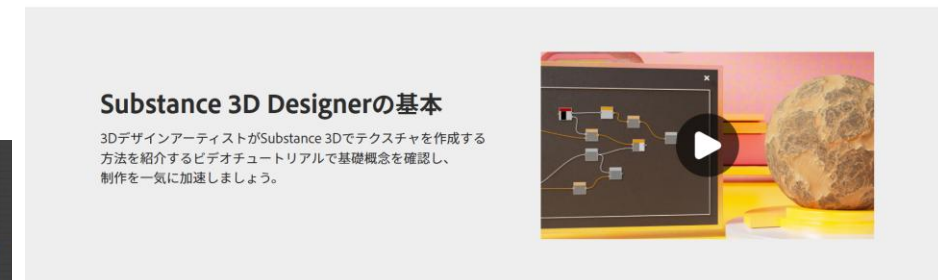 Substance 3D Designerの基本
3DデザインアーティストがSubstance 3Dでテクスチャを作成する
方法を紹介するビデオチュートリアルで基礎概念を確認し、
制作を一気に加速しましょう。